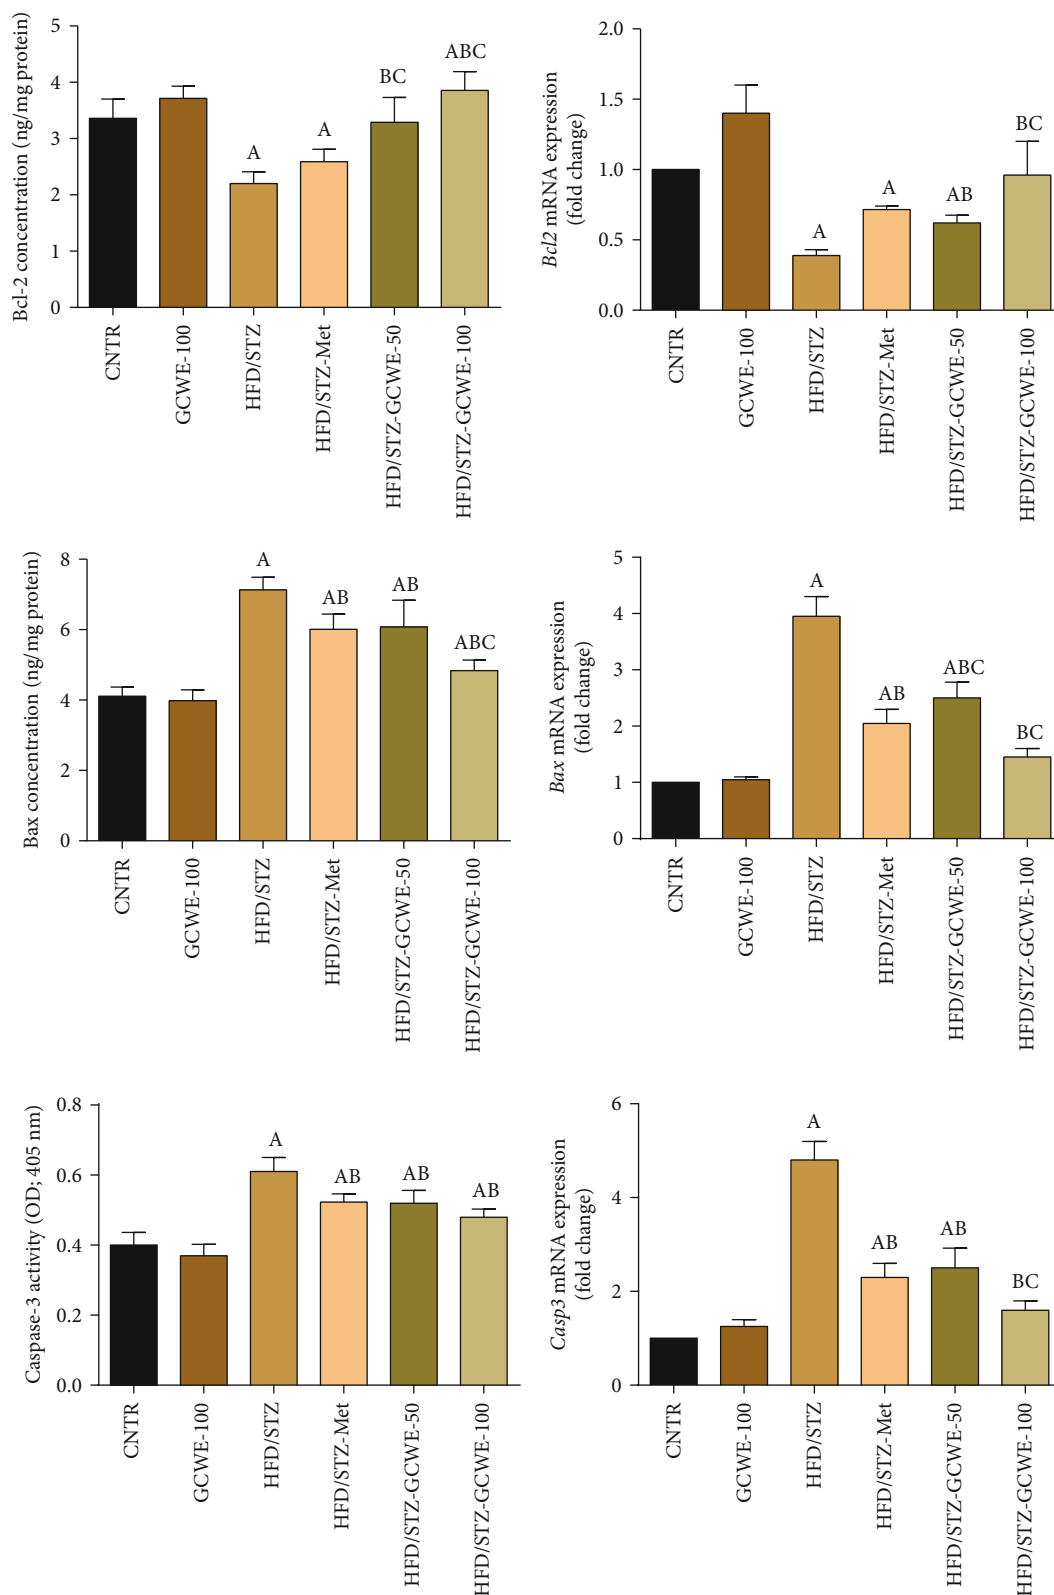 Bcl-2 concentration (ng/mg protein)
5
4
3
2
1
0
A
A
BC
ABC
CNTR
GCWE-100
HFD/STZ
HFD/STZ-Met
HFD/STZ-GCWE-50
HFD/STZ-GCWE-100
Bcl2 mRNA expression
(fold change)
2.0
1.5
1.0
0.5
0.0
A
A
AB
BC
CNTR
GCWE-100
HFD/STZ
HFD/STZ-Met
HFD/STZ-GCWE-50
HFD/STZ-GCWE-100
Bax concentration (ng/mg protein)
8
6
4
2
0
A
AB
AB
ABC
CNTR
GCWE-100
HFD/STZ
HFD/STZ-Met
HFD/STZ-GCWE-50
HFD/STZ-GCWE-100
Bax mRNA expression
(fold change)
5
4
3
2
1
0
A
AB
ABC
BC
CNTR
GCWE-100
HFD/STZ
HFD/STZ-Met
HFD/STZ-GCWE-50
HFD/STZ-GCWE-100
Caspase-3 activity (OD; 405 nm)
0.8
0.6
0.4
0.2
0.0
A
AB
AB
AB
CNTR
GCWE-100
HFD/STZ
HFD/STZ-Met
HFD/STZ-GCWE-50
HFD/STZ-GCWE-100
Casp3 mRNA expression
(fold change)
6
4
2
0
A
AB
AB
BC
CNTR
GCWE-100
HFD/STZ
HFD/STZ-Met
HFD/STZ-GCWE-50
HFD/STZ-GCWE-100